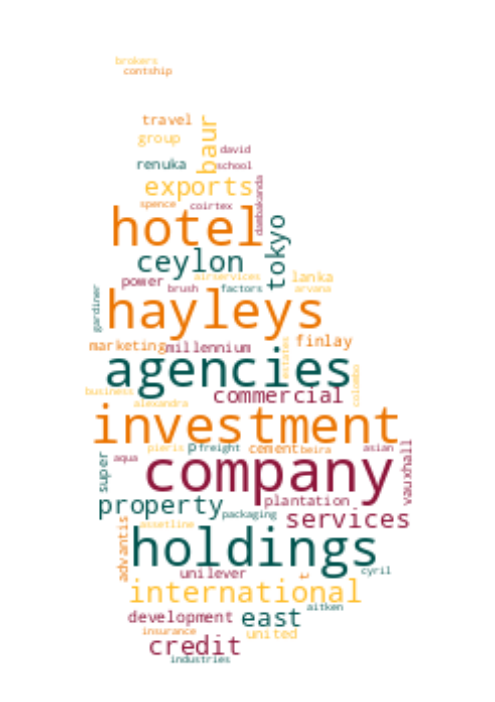 brokers
contship
travel
baur
group
david
renuka
school
exports
dambakanda
spence
coirtex
hotel
tokyo
ceylon
airservices
lanka
power
brush
factors
arvana
gardiner
hayleys
marketing
millennium
estates
finlay
agencies
colombo
business
commercial
alexandra
investment
pieris
p
freight
cement
beira
asian
vauxhall
super
aqua
company
property
plantation
packaging
services
advantis
assetline
holdings
unilever
t
cyril
international
aitken
development
east
insurance
united
credit
industries